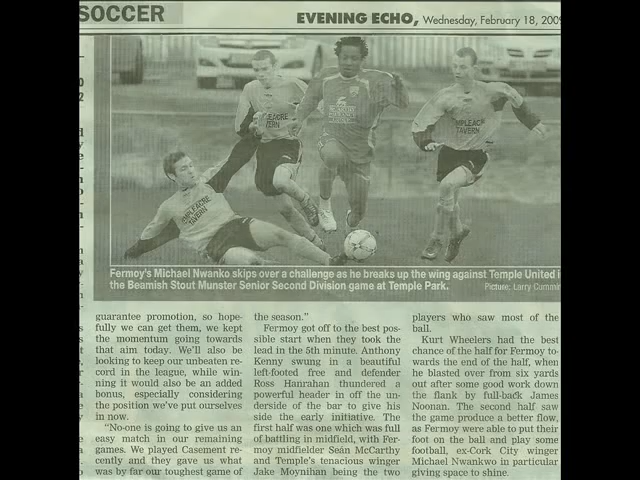 SOCCER
EVENING ECHO, Wednesday, February 18, 2009
TEMPLEACRE
TAVERN
Fermoy's Michael Nwanko skips over a challenge as he breaks up the wing against Temple United i
the Beamish Stout Munster Senior Second Division game at Temple Park.
Picture: Larry Cummin
guarantee promotion, so hope-
fully we can get them, we kept
the momentum going towards
that aim today. We'll also be
looking to keep our unbeaten re-
cord in the league, while win-
ning it would also be an added
bonus, especially considering
the position we've put ourselves
in now.
"No-one is going to give us an
easy match in our remaining
games. We played Casement re-
cently and they gave us what
was by far our toughest game of
the season."
Fermoy got off to the best pos-
sible start when they took the
lead in the 5th minute. Anthony
Kenny swung in a beautiful
left-footed free and defender
Ross Hanrahan thundered a
powerful header in off the un-
derside of the bar to give his
side the early initiative. The
first half was one which was full
of battling in midfield, with Fer-
moy midfielder Seán McCarthy
and Temple's tenacious winger
Jake Moynihan being the two
players who saw most of the
ball.
Kurt Wheelers had the best
chance of the half for Fermoy to-
wards the end of the half, when
he blasted over from six yards
out after some good work down
the flank by full-back James
Noonan. The second half saw
the game produce a better flow,
as Fermoy were able to put their
foot on the ball and play some
football, ex-Cork City winger
Michael Nwankwo in particular
giving space to shine.